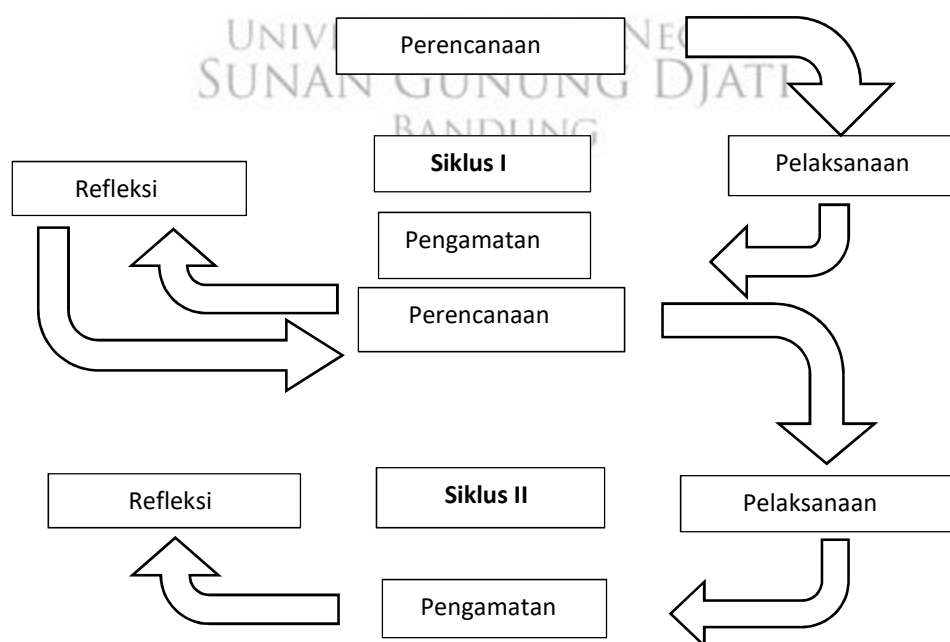 UNIV NEG
Perencanaan
SUNAN GUNUNG DJATI
BANDUNG
Siklus I
Pelaksanaan
Refleksi
Pengamatan
Perencanaan
Refleksi
Siklus II
Pelaksanaan
Pengamatan